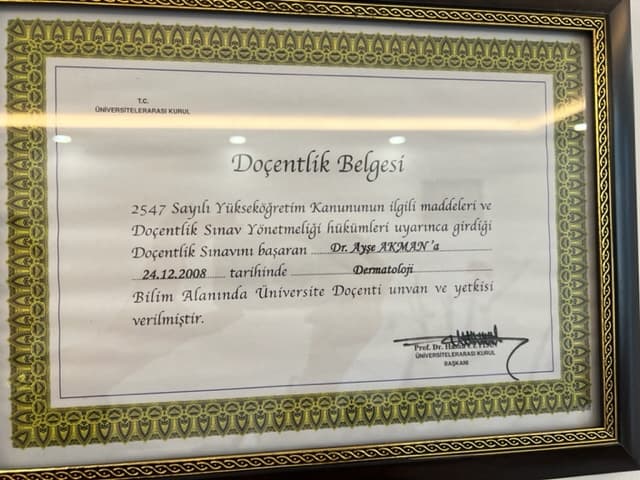 T.C.
ÜNİVERSİTELERARASI KURUL
Doçentlik Belgesi
2547 Sayılı Yükseköğretim Kanununun ilgili maddeleri ve
Doçentlik Sınav Yönetmeliği hükümleri uyarınca girdiği
Doçentlik Sınavını başaran Dr. Ayşe AKMAN'a
24.12.2008 tarihinde Dermatoloji
Bilim Alanında Üniversite Doçenti unvan ve yetkisi
verilmiştir.
Prof. Dr.
ÜNİVERSİTELERARASI KURUL
BAŞKANI